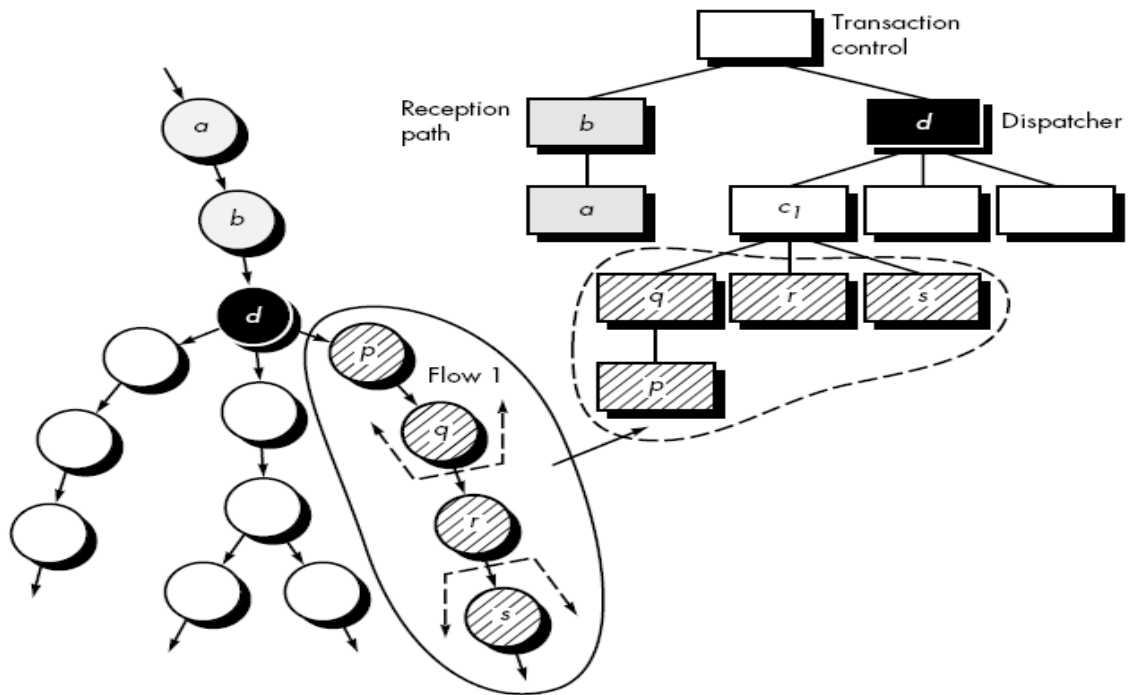 Transaction
control
Reception
path
b
d
Dispatcher
a
c1
q
r
s
p
a
b
d
p
Flow 1
q
r
s